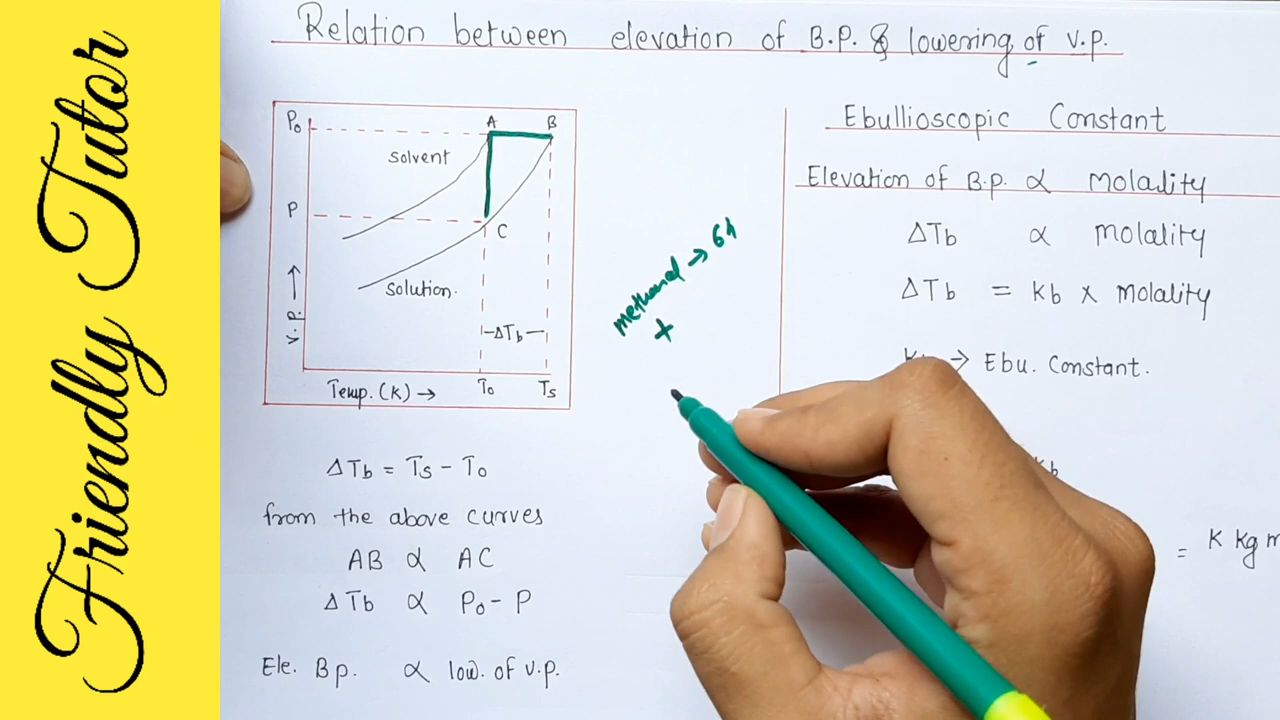 Friendly Tutor
Relation between elevation of B.P. & lowering of V.P.
P₀
A
B
solvent
P
C
solution.
V.P. →
ΔTb
Temp. (K) →
T₀
Ts
ΔTb = Ts - T₀
from the above curves
AB ∝ AC
ΔTb ∝ P₀ - P
Ele. B.p. ∝ low. of v.p.
methanol → 64
+
Ebullioscopic Constant
Elevation of B.p. ∝ Molality
ΔTb ∝ Molality
ΔTb = Kb × Molality
→ Ebu. Constant.
= K kg